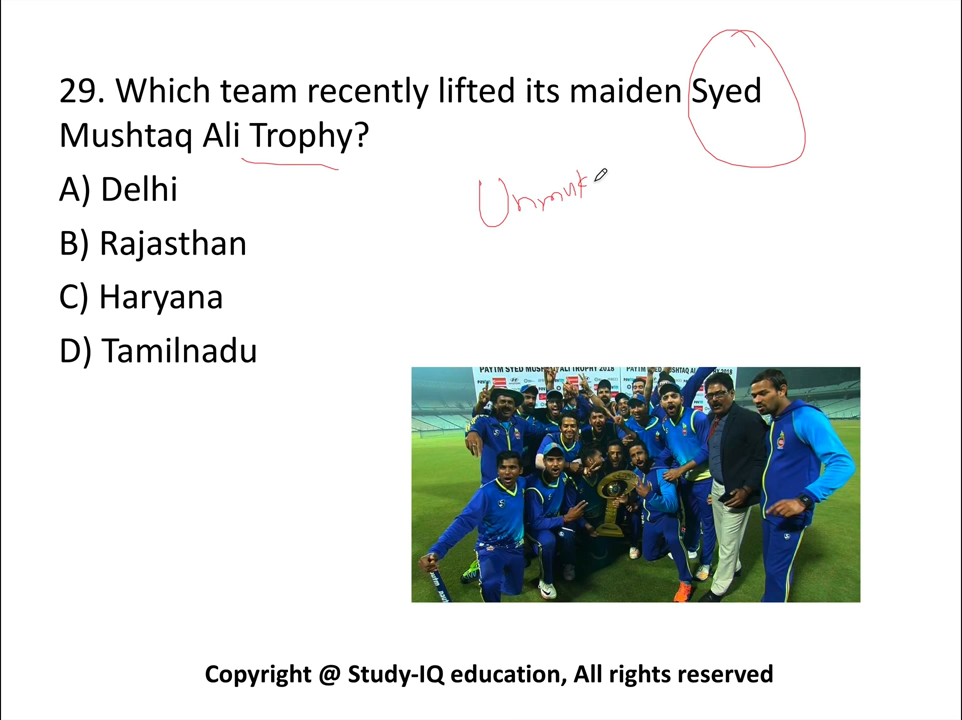 29. Which team recently lifted its maiden Syed
Mushtaq Ali Trophy?
Unmuk
A) Delhi
B) Rajasthan
C) Haryana
D) Tamilnadu
PAYTM SYED MUSHTAQ ALI TROPHY 2018
Copyright @ Study-IQ education, All rights reserved